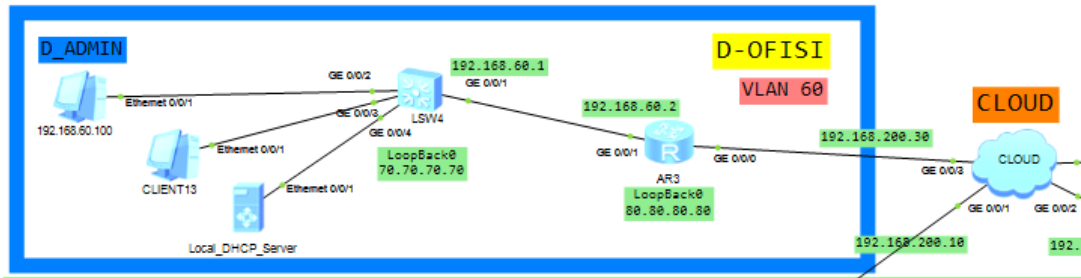 D_ADMIN
D-OFISI
VLAN 60
CLOUD
192.168.60.1
GE 0/0/2
GE 0/0/1
Ethernet 0/0/1
GE 0/0/3
LSW4
GE 0/0/4
192.168.60.100
192.168.60.2
GE 0/0/1
GE 0/0/0
192.168.200.30
GE 0/0/3
CLOUD
Ethernet 0/0/1
LoopBack0
70.70.70.70
CLIENT13
AR3
LoopBack0
80.80.80.80
Ethernet 0/0/1
Local_DHCP_Server
GE 0/0/1
GE 0/0/2
192.168.200.10
192.